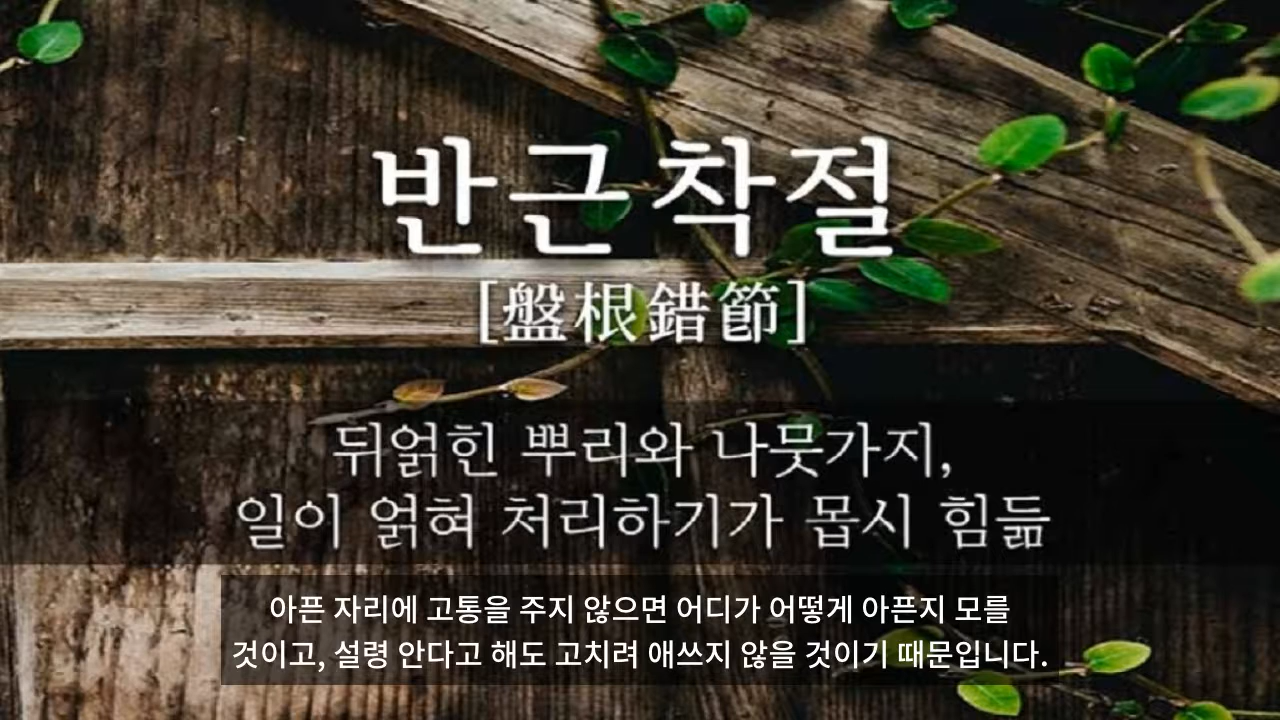 반근착절
[盤根錯節]
뒤얽힌 뿌리와 나뭇가지,
일이 얽혀 처리하기가 몹시 힘듦
아픈 자리에 고통을 주지 않으면 어디가 어떻게 아픈지 모를
것이고, 설령 안다고 해도 고치려 애쓰지 않을 것이기 때문입니다.